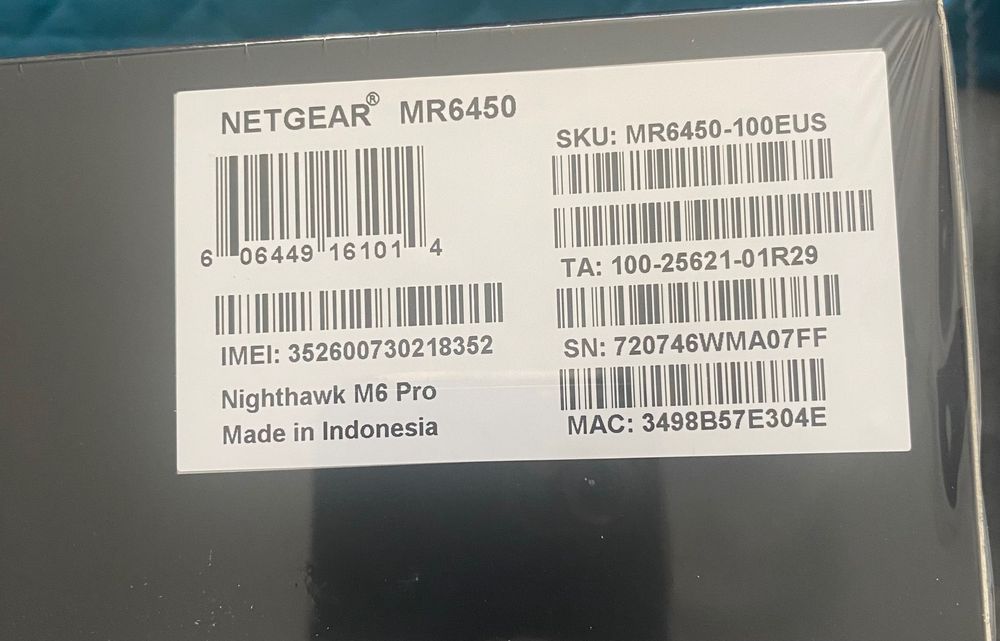 NETGEAR® MR6450
6 06449 16101 4
IMEI: 352600730218352
Nighthawk M6 Pro
Made in Indonesia
SKU: MR6450-100EUS
TA: 100-25621-01R29
SN: 720746WMA07FF
MAC: 3498B57E304E